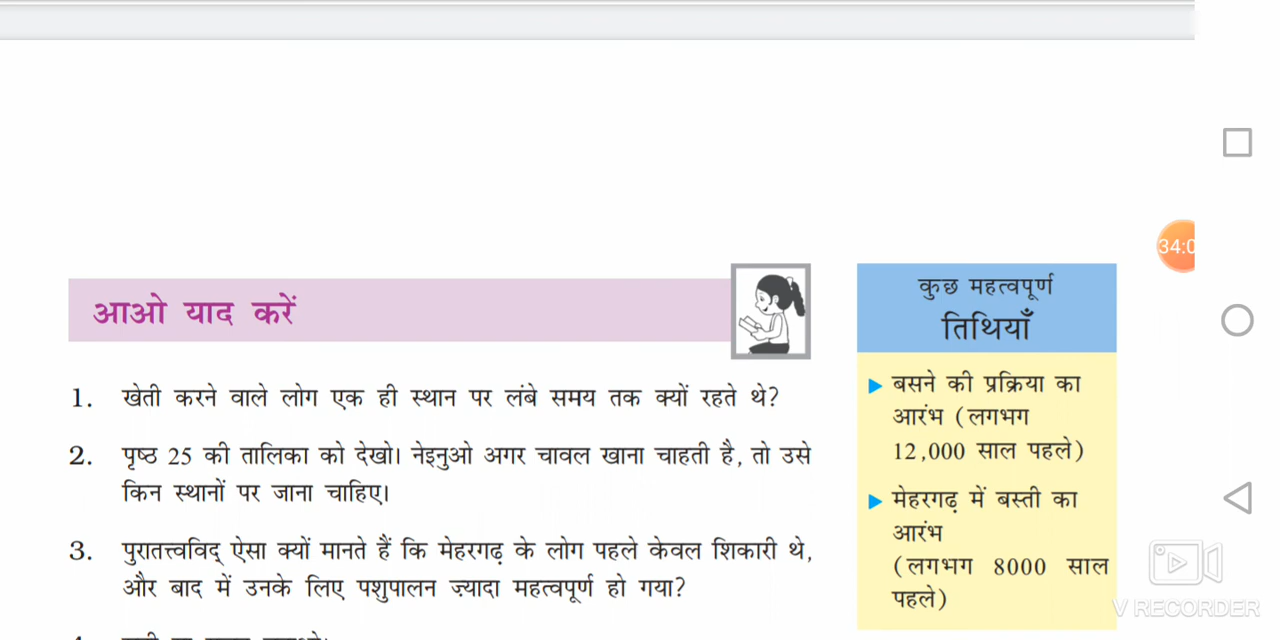 आओ याद करें
1. खेती करने वाले लोग एक ही स्थान पर लंबे समय तक क्यों रहते थे?
2. पृष्ठ 25 की तालिका को देखो। नेइनुओ अगर चावल खाना चाहती है, तो उसे
किन स्थानों पर जाना चाहिए।
3. पुरातत्त्वविद् ऐसा क्यों मानते हैं कि मेहरगढ़ के लोग पहले केवल शिकारी थे,
और बाद में उनके लिए पशुपालन ज़्यादा महत्वपूर्ण हो गया?
कुछ महत्वपूर्ण
तिथियाँ
बसने की प्रक्रिया का
आरंभ (लगभग
12,000 साल पहले)
मेहरगढ़ में बस्ती का
आरंभ
(लगभग 8000 साल
पहले)
34:0
V RECORDER